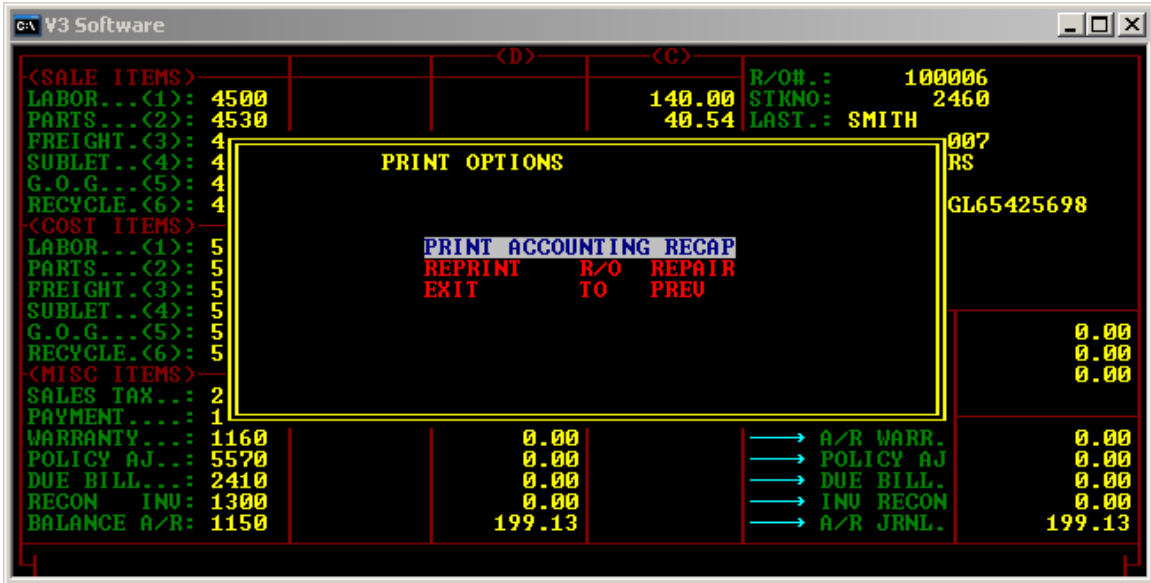 V3 Software
(D) (C)
(SALE ITEMS) R/O#.: 100006
LABOR...(1): 4500 140.00 STKNO: 2460
PARTS...(2): 4530 40.54 LAST.: SMITH
FREIGHT.(3): 4 007
SUBLET..(4): 4 PRINT OPTIONS RS
G.O.G...(5): 4
RECYCLE.(6): 4 GL65425698
(COST ITEMS)
LABOR...(1): 5 PRINT ACCOUNTING RECAP
PARTS...(2): 5 REPRINT R/O REPAIR
FREIGHT.(3): 5 EXIT TO PREV
SUBLET..(4): 5
G.O.G...(5): 5 0.00
RECYCLE.(6): 5 0.00
(MISC ITEMS) 0.00
SALES TAX..: 2
PAYMENT....: 1
WARRANTY...: 1160 0.00 → A/R WARR. 0.00
POLICY AJ..: 5570 0.00 → POLICY AJ 0.00
DUE BILL...: 2410 0.00 → DUE BILL. 0.00
RECON INV: 1300 0.00 → INV RECON 0.00
BALANCE A/R: 1150 199.13 → A/R JRNL. 199.13